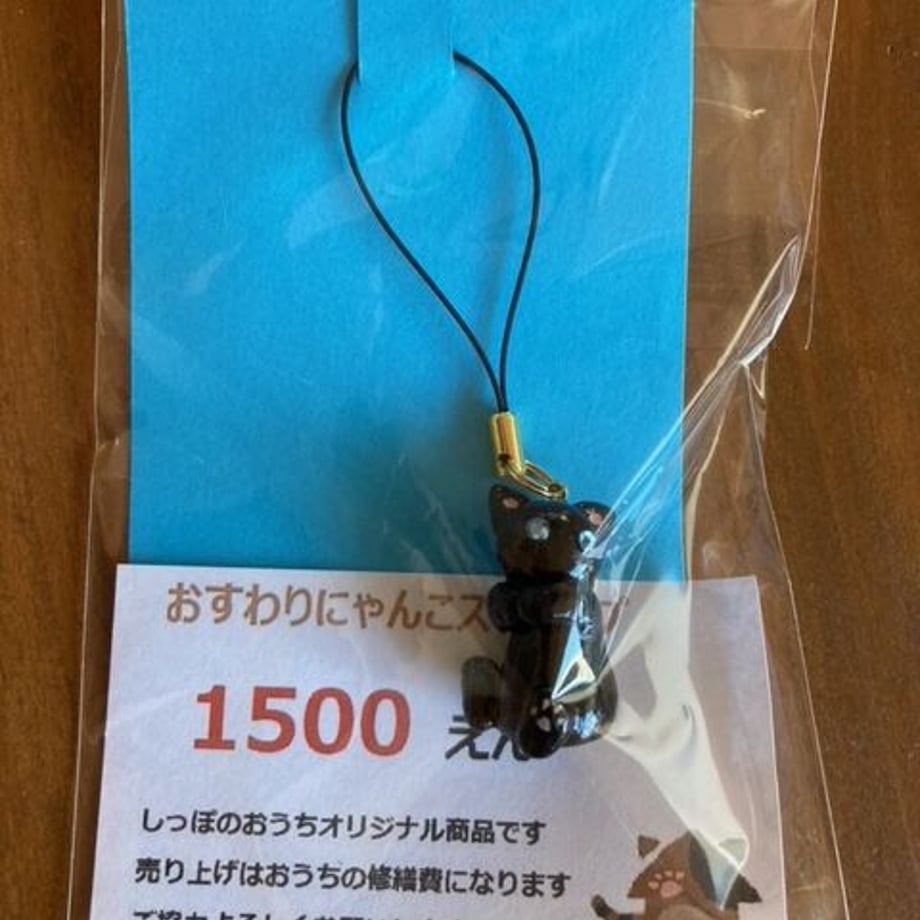 おすわりにゃんこス
1500 えん
しっぽのおうちオリジナル商品です
売り上げはおうちの修繕費になります